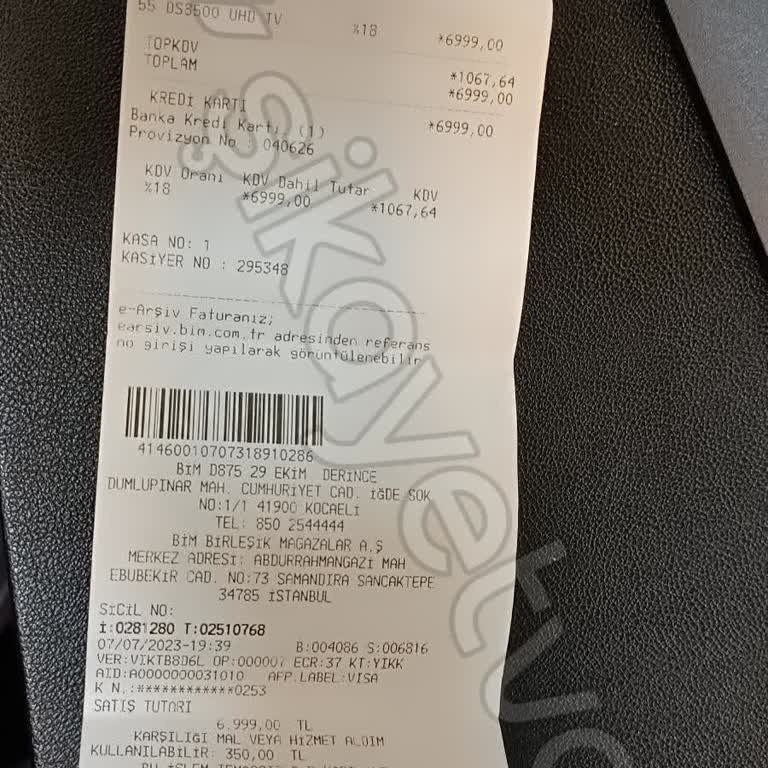 55 DS8500 UHD TV %18 *6999,00
TOPKDV *1067,64
TOPLAM *6999,00
KREDİ KARTI *6999,00
Banka Kredi Kartı (1)
Provizyon No : 040626
KDV Oranı KDV Dahil Tutar KDV
%18 *6999,00 *1067,64
KASA NO: 1
KASİYER NO : 295348
e-Arşiv Faturanız;
earsiv.bim.com.tr adresinden referans
no girişi yapılarak görüntülenebilir
41460010707318910286
BİM D875 29 EKİM DERİNCE
DUMLUPINAR MAH. CUMHURİYET CAD. İĞDE SOK
NO:1/1 41900 KOCAELİ
TEL: 850 2544444
BİM BİRLEŞİK MAĞAZALAR A.Ş
MERKEZ ADRESİ: ABDURRAHMANGAZİ MAH
EBUBEKİR CAD. NO:73 SAMANDIRA SANCAKTEPE
34785 İSTANBUL
SİCİL NO:
İ:0281280 T:02510768
07/07/2023-19:39 B:004086 S:006816
VER:VIKTB8D6L OP:000007 ECR:37 KT:YIKK
AID:A0000000031010 APP.LABEL:VISA
K N.:************0253
SATIŞ TUTARI
6.999,00 TL
KARŞILIĞI MAL VEYA HİZMET ALDIM
KULLANILABİLİR: 350,00 TL
şikayetva